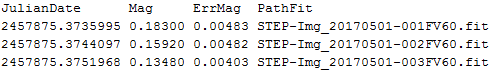 JulianDate Mag ErrMag PathFit
2457875.3735995 0.18300 0.00483 STEP-Img_20170501-001FV60.fit
2457875.3744097 0.15920 0.00482 STEP-Img_20170501-002FV60.fit
2457875.3751968 0.13480 0.00403 STEP-Img_20170501-003FV60.fit